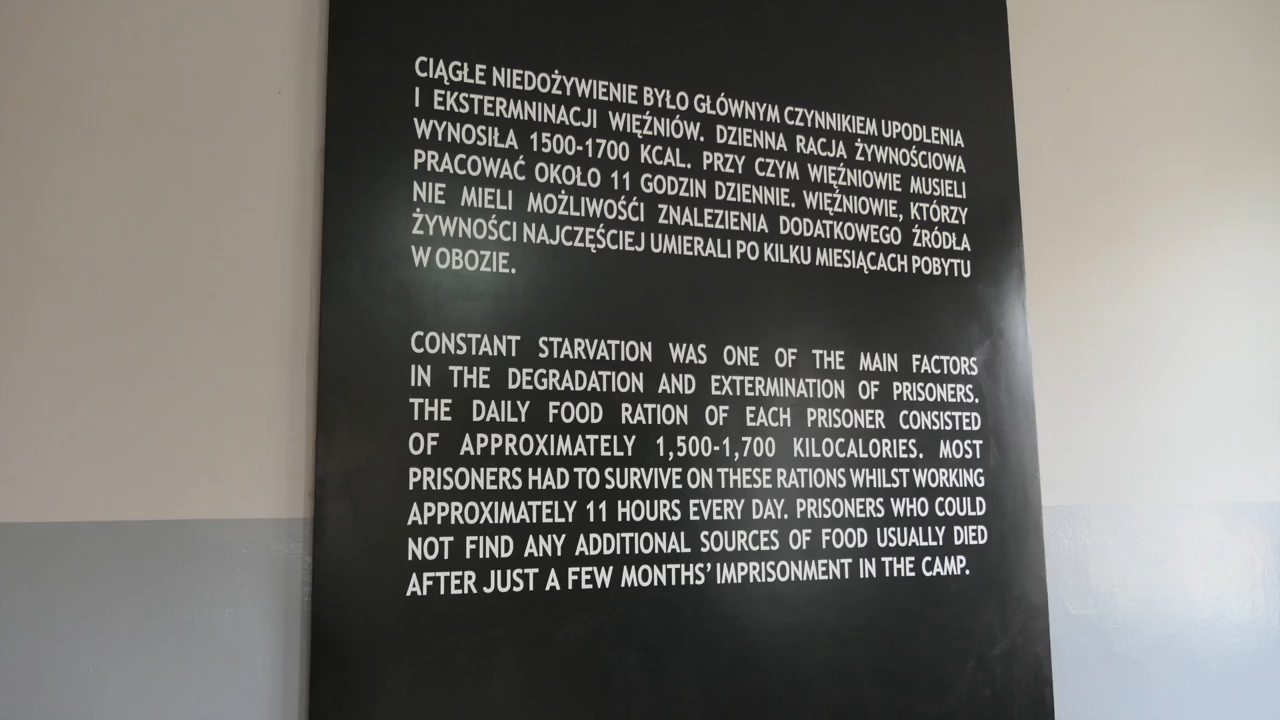 CIĄGŁE NIEDOŻYWIENIE BYŁO GŁÓWNYM CZYNNIKIEM UPODLENIA
I EKSTERMNINACJI WIĘŹNIÓW. DZIENNA RACJA ŻYWNOŚCIOWA
WYNOSIŁA 1500-1700 KCAL. PRZY CZYM WIĘŹNIOWIE MUSIELI
PRACOWAĆ OKOŁO 11 GODZIN DZIENNIE. WIĘŹNIOWIE, KTÓRZY
NIE MIELI MOŻLIWOŚĆI ZNALEZIENIA DODATKOWEGO ŹRÓDŁA
ŻYWNOŚCI NAJCZĘŚCIEJ UMIERALI PO KILKU MIESIĄCACH POBYTU
W OBOZIE.
CONSTANT STARVATION WAS ONE OF THE MAIN FACTORS
IN THE DEGRADATION AND EXTERMINATION OF PRISONERS.
THE DAILY FOOD RATION OF EACH PRISONER CONSISTED
OF APPROXIMATELY 1,500-1,700 KILOCALORIES. MOST
PRISONERS HAD TO SURVIVE ON THESE RATIONS WHILST WORKING
APPROXIMATELY 11 HOURS EVERY DAY. PRISONERS WHO COULD
NOT FIND ANY ADDITIONAL SOURCES OF FOOD USUALLY DIED
AFTER JUST A FEW MONTHS’ IMPRISONMENT IN THE CAMP.